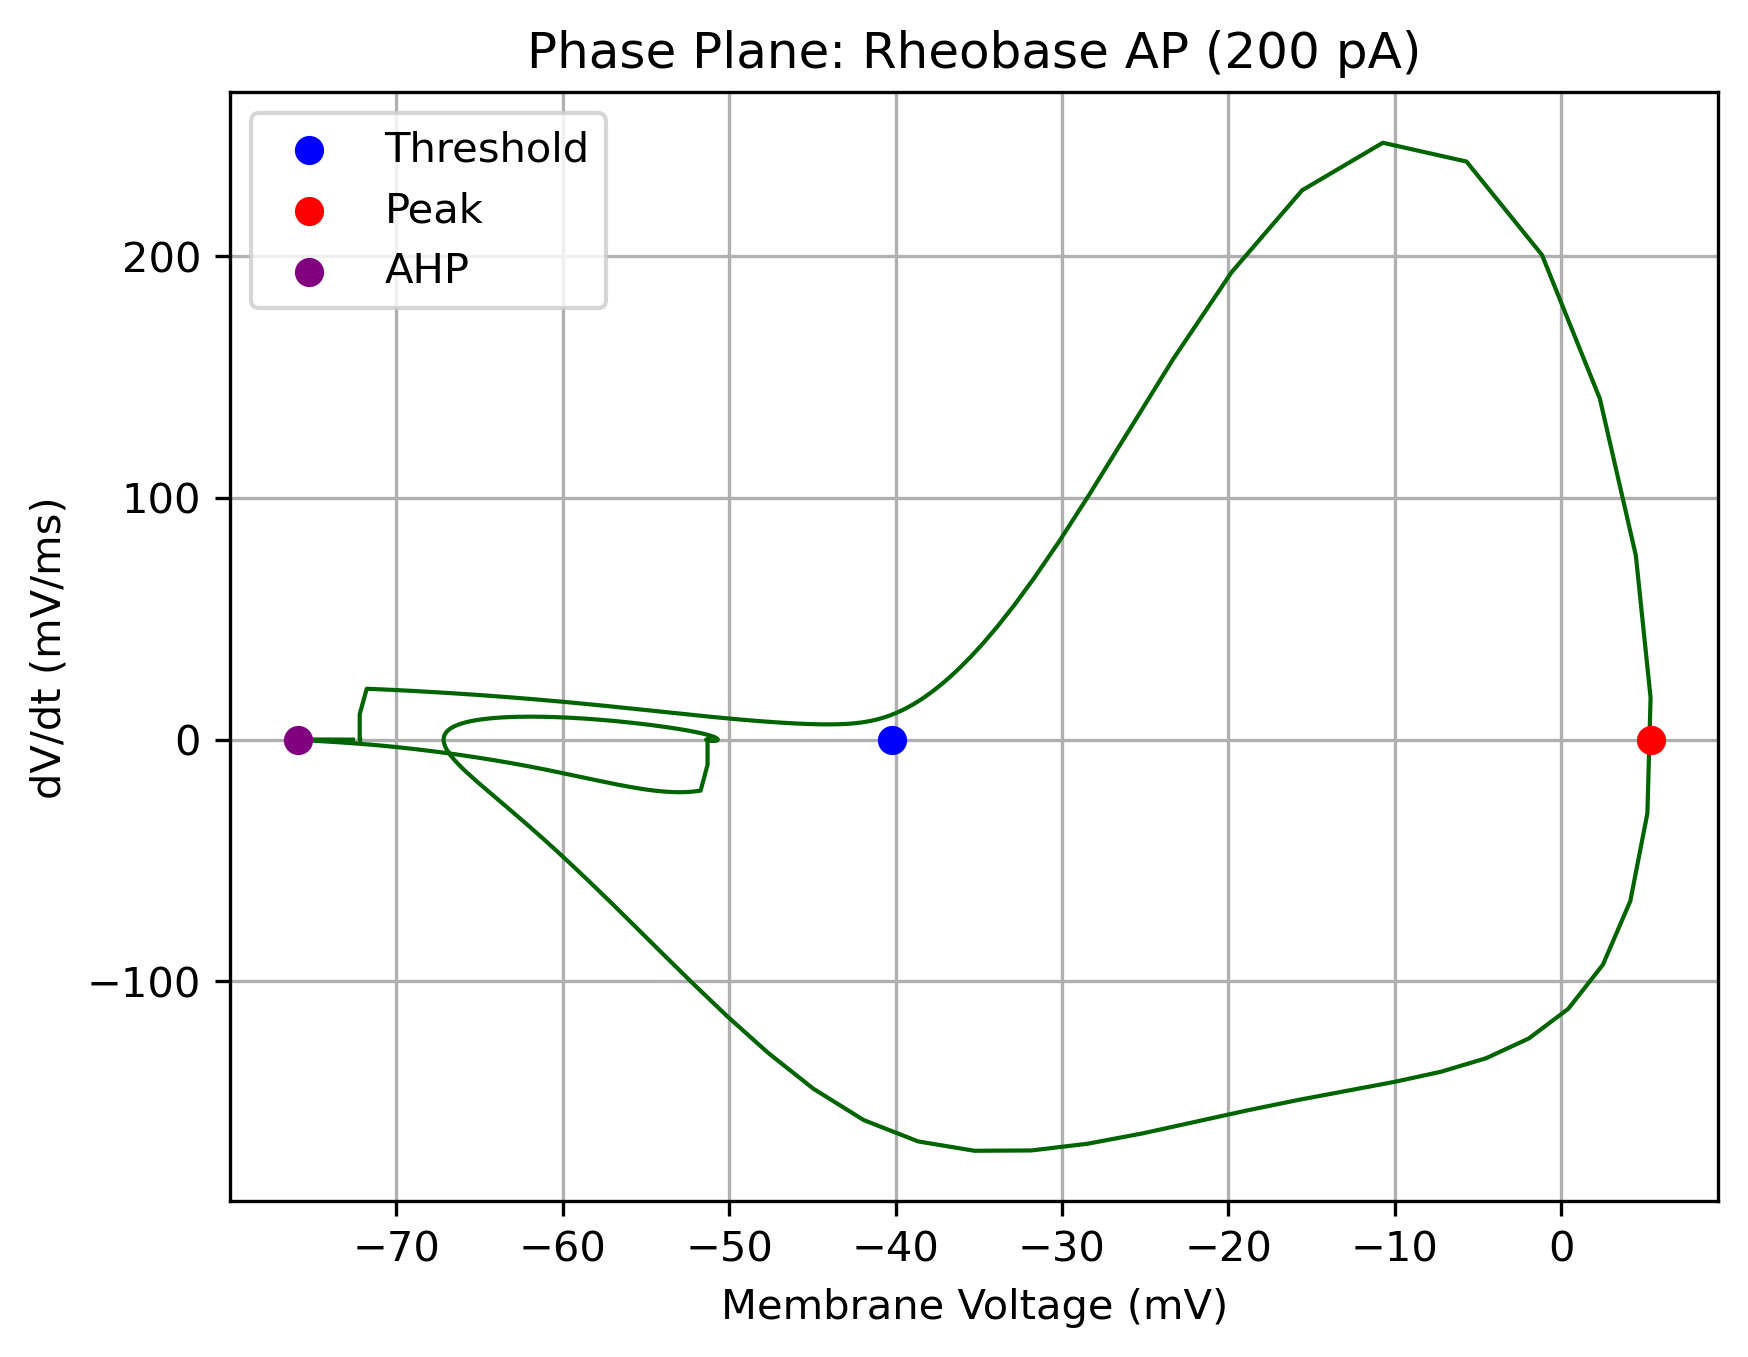 Phase Plane: Rheobase AP (200 pA)
Threshold
Peak
AHP
200
100
0
−100
dV/dt (mV/ms)
−70 −60 −50 −40 −30 −20 −10 0
Membrane Voltage (mV)